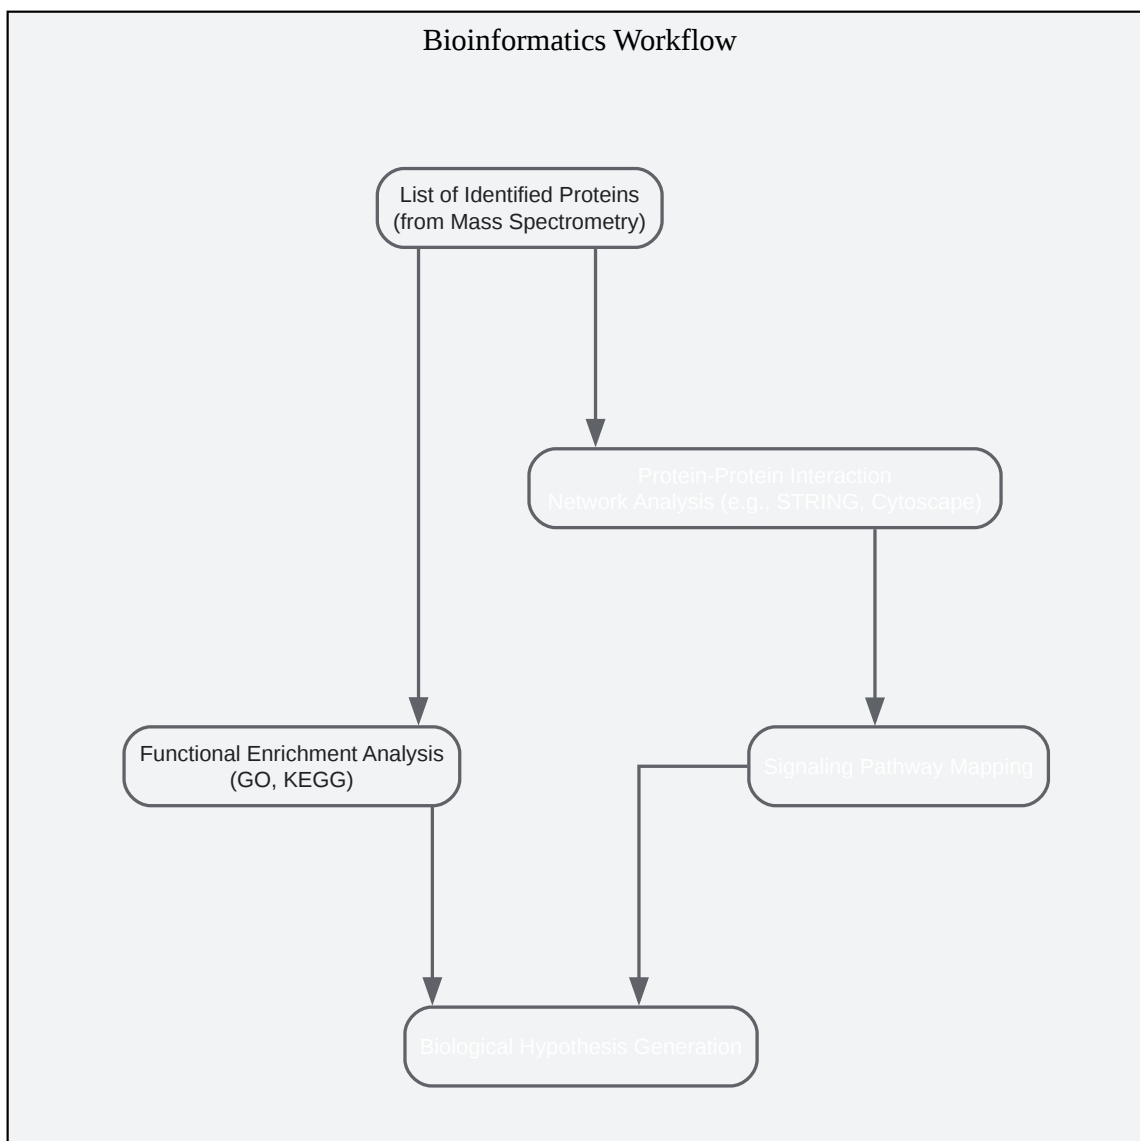 Bioinformatics Workflow
List of Identified Proteins
(from Mass Spectrometry)
Protein-Protein Interaction
Network Analysis (e.g., STRING, Cytoscape)
Functional Enrichment Analysis
(GO, KEGG)
Signaling Pathway Mapping
Biological Hypothesis Generation